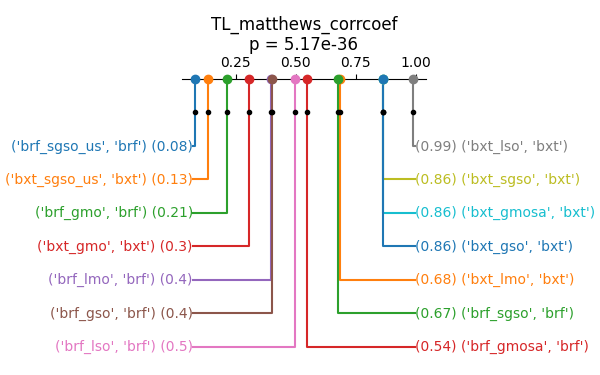 TL_matthews_corrcoef
p = 5.17e-36
0.25 0.50 0.75 1.00
('brf_sgso_us', 'brf') (0.08) (0.99) ('bxt_lso', 'bxt')
('bxt_sgso_us', 'bxt') (0.13) (0.86) ('bxt_sgso', 'bxt')
('brf_gmo', 'brf') (0.21) (0.86) ('bxt_gmosa', 'bxt')
('bxt_gmo', 'bxt') (0.3) (0.86) ('bxt_gso', 'bxt')
('brf_lmo', 'brf') (0.4) (0.68) ('bxt_lmo', 'bxt')
('brf_gso', 'brf') (0.4) (0.67) ('brf_sgso', 'brf')
('brf_lso', 'brf') (0.5) (0.54) ('brf_gmosa', 'brf')